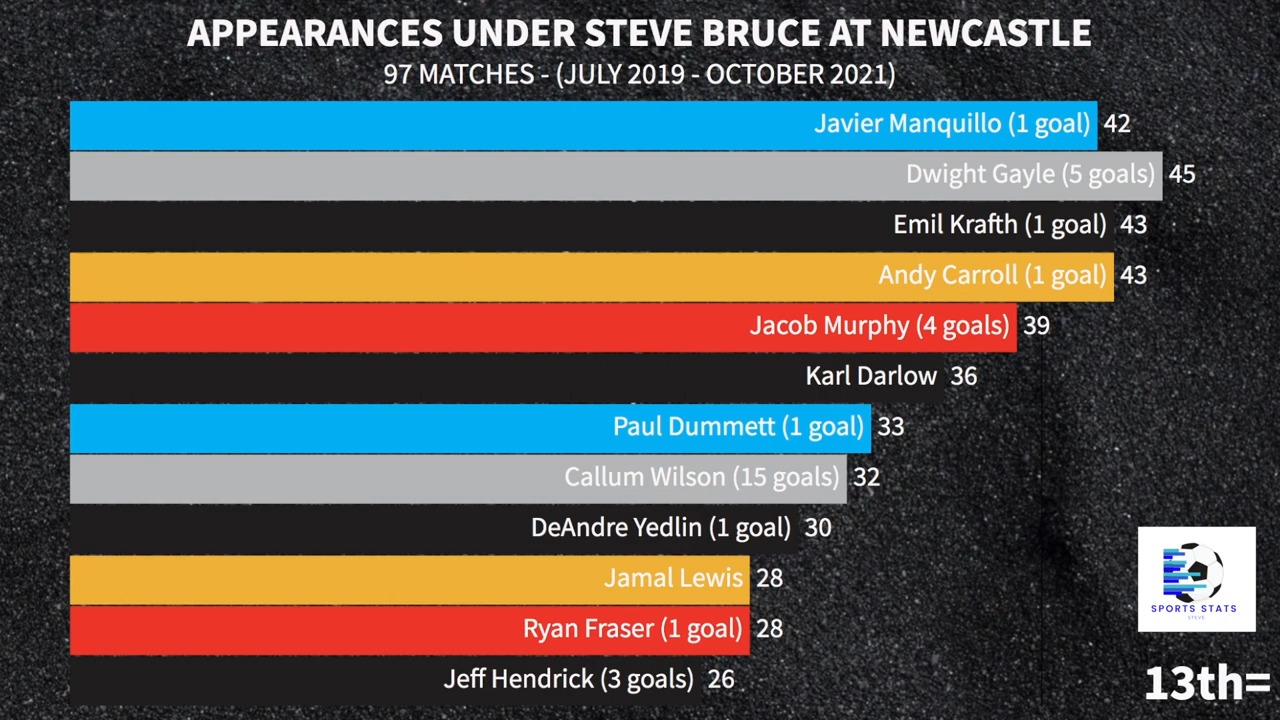 APPEARANCES UNDER STEVE BRUCE AT NEWCASTLE
97 MATCHES - (JULY 2019 - OCTOBER 2021)
Javier Manquillo (1 goal) 42
Dwight Gayle (5 goals) 45
Emil Krafth (1 goal) 43
Andy Carroll (1 goal) 43
Jacob Murphy (4 goals) 39
Karl Darlow 36
Paul Dummett (1 goal) 33
Callum Wilson (15 goals) 32
DeAndre Yedlin (1 goal) 30
Jamal Lewis 28
Ryan Fraser (1 goal) 28
Jeff Hendrick (3 goals) 26
SPORTS STATS
STEVE
13th=